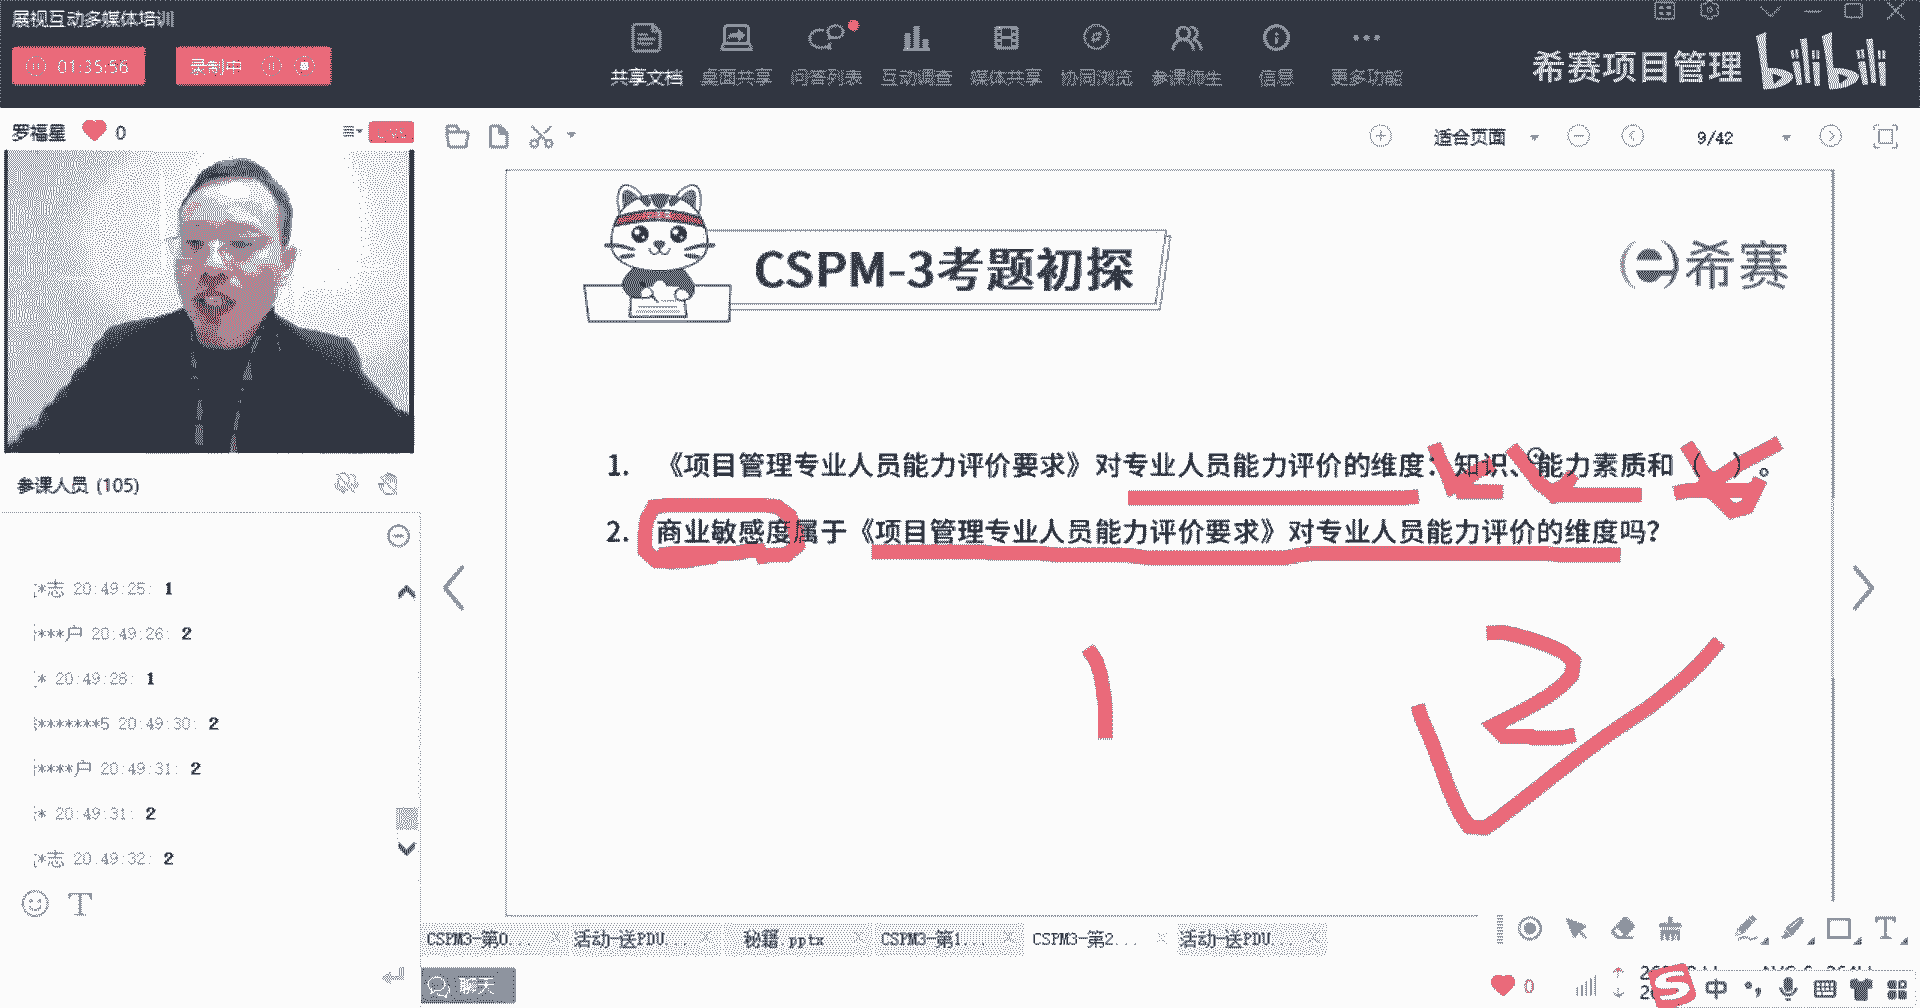 展视互动多媒体培训
01:35:56
录制中
共享文档 桌面共享 问答列表 互动调查 媒体共享 协同浏览 参课师生 信息 更多功能
希赛项目管理 bilibili
罗福星 0
适合页面 9/42
CSPM-3考题初探
希赛
1. 《项目管理专业人员能力评价要求》对专业人员能力评价的维度：知识、能力素质和（ ）。
2. 商业敏感度属于《项目管理专业人员能力评价要求》对专业人员能力评价的维度吗？
1 2
参课人员 (105)
*志 20:49:25: 1
***户 20:49:26: 2
* 20:49:28: 1
*******5 20:49:30: 2
****户 20:49:31: 2
* 20:49:31: 2
*志 20:49:32: 2
CSPM3-第0... 活动-送PDU... 秘籍.pptx CSPM3-第1... CSPM3-第2... 活动-送PDU...
聊天
0
中